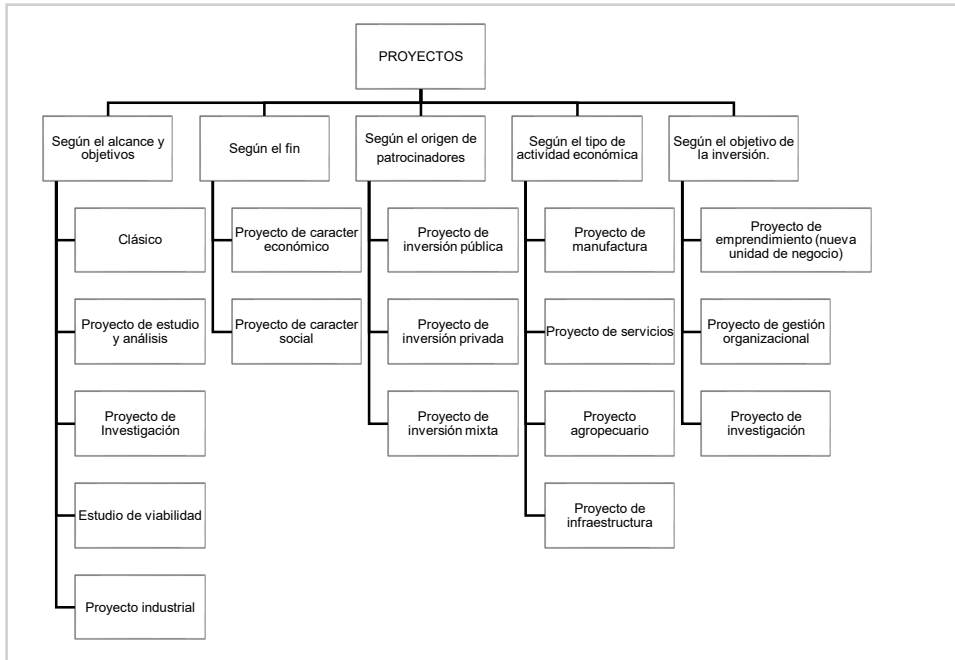 PROYECTOS
Según el alcance y
objetivos
Clásico
Proyecto de estudio
y análisis
Proyecto de
Investigación
Estudio de viabilidad
Proyecto industrial
Según el fin
Proyecto de caracter
económico
Proyecto de caracter
social
Según el origen de
patrocinadores
Proyecto de
inversión pública
Proyecto de
inversión privada
Proyecto de
inversión mixta
Según el tipo de
actividad económica
Proyecto de
manufactura
Proyecto de servicios
Proyecto
agropecuario
Proyecto de
infraestructura
Según el objetivo de
la inversión.
Proyecto de
emprendimiento (nueva
unidad de negocio)
Proyecto de gestión
organizacional
Proyecto de
investigación